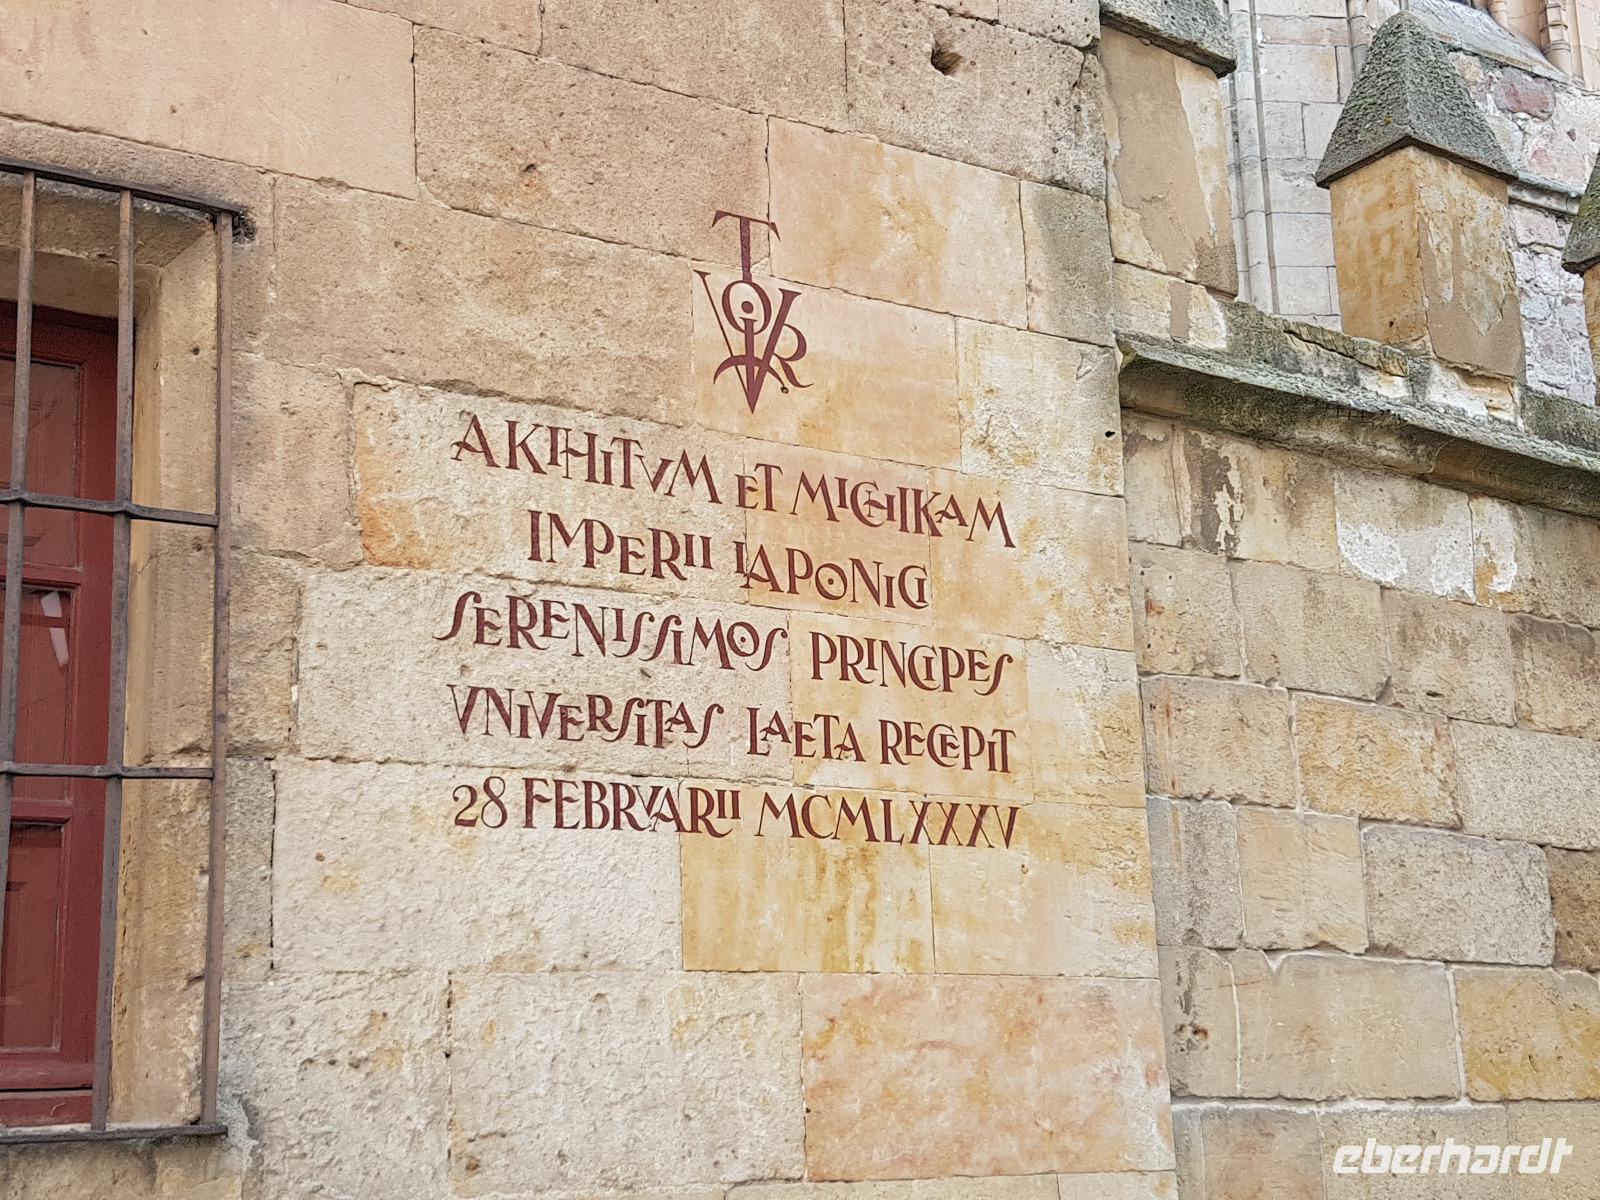 AKIHITVM ET MICHIKAM
IMPERII IAPONICI
SERENISSIMOS PRINCIPES
VNIVERSITAS LAETA RECEPIT
28 FEBRVARII MCMLXXXV
eberhardt